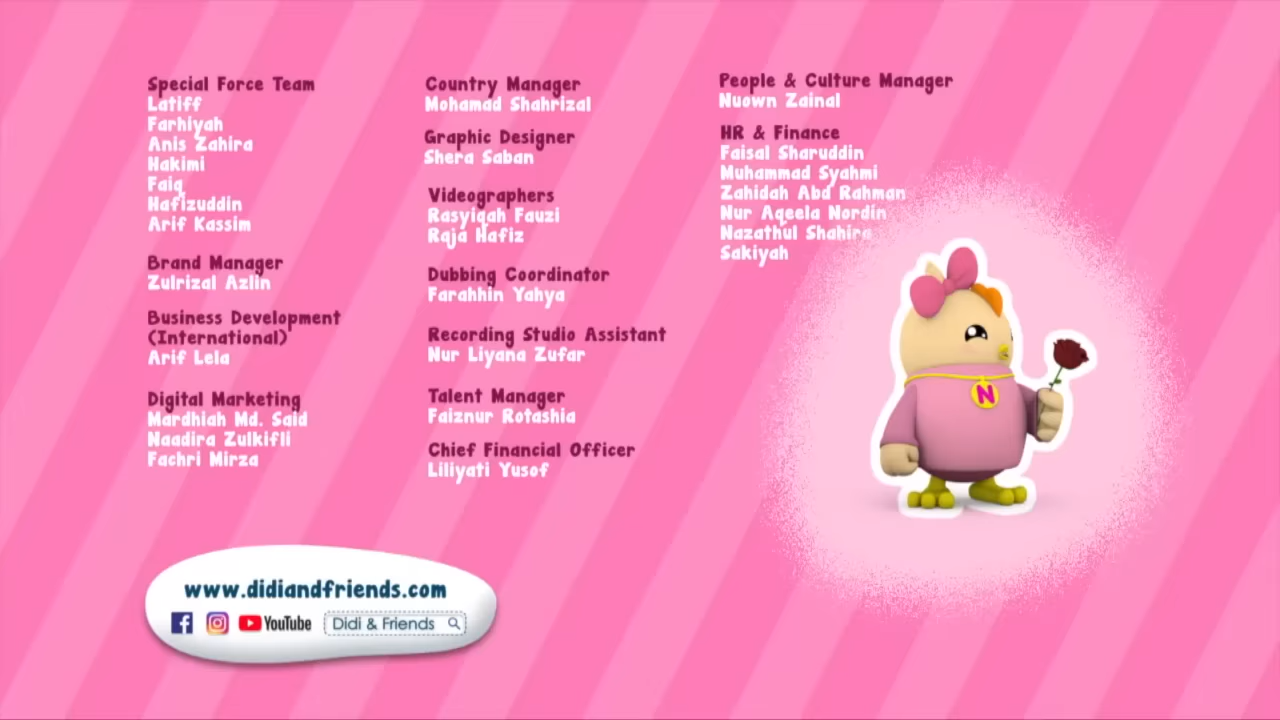 Special Force Team
Latiff
Farhiyah
Anis Zahira
Hakimi
Faiq
Hafizuddin
Arif Kassim
Brand Manager
Zulrizal Azlin
Business Development
(International)
Arif Lela
Digital Marketing
Mardhiah Md. Said
Naadira Zulkifli
Fachri Mirza
Country Manager
Mohamad Shahrizal
Graphic Designer
Shera Saban
Videographers
Rasyiqah Fauzi
Raja Hafiz
Dubbing Coordinator
Farahhin Yahya
Recording Studio Assistant
Nur Liyana Zufar
Talent Manager
Faiznur Rotashia
Chief Financial Officer
Liliyati Yusof
People & Culture Manager
Nuown Zainal
HR & Finance
Faisal Sharuddin
Muhammad Syahmi
Zahidah Abd Rahman
Nur Aqeela Nordin
Nazathul Shahira
Sakiyah
N
www.didiandfriends.com
YouTube
Didi & Friends